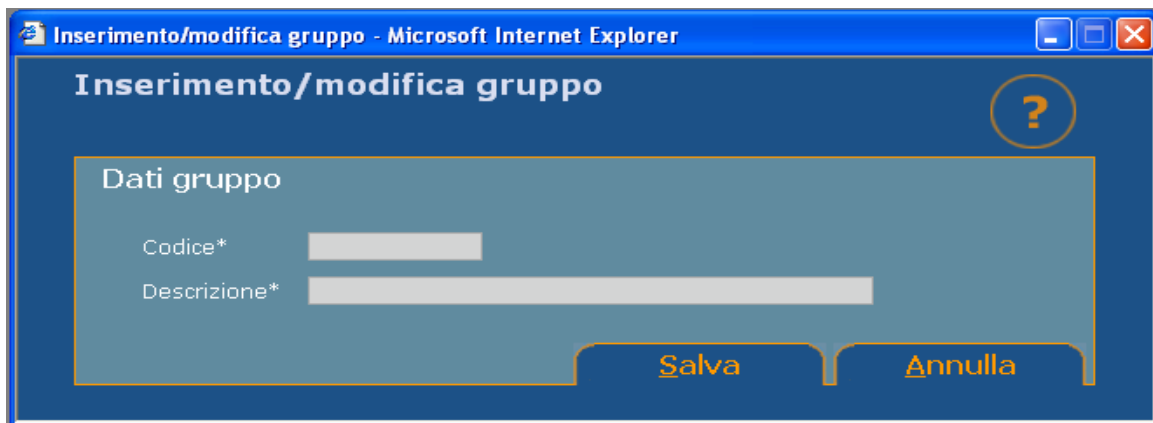 Inserimento/modifica gruppo - Microsoft Internet Explorer
Inserimento/modifica gruppo
?
Dati gruppo
Codice*
Descrizione*
Salva Annulla